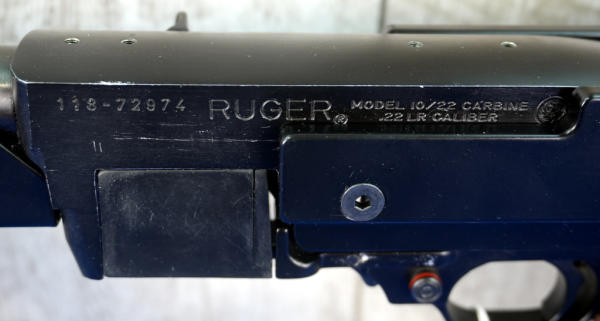 118-72974 RUGER® MODEL 10/22 CARBINE
.22 LR CALIBER